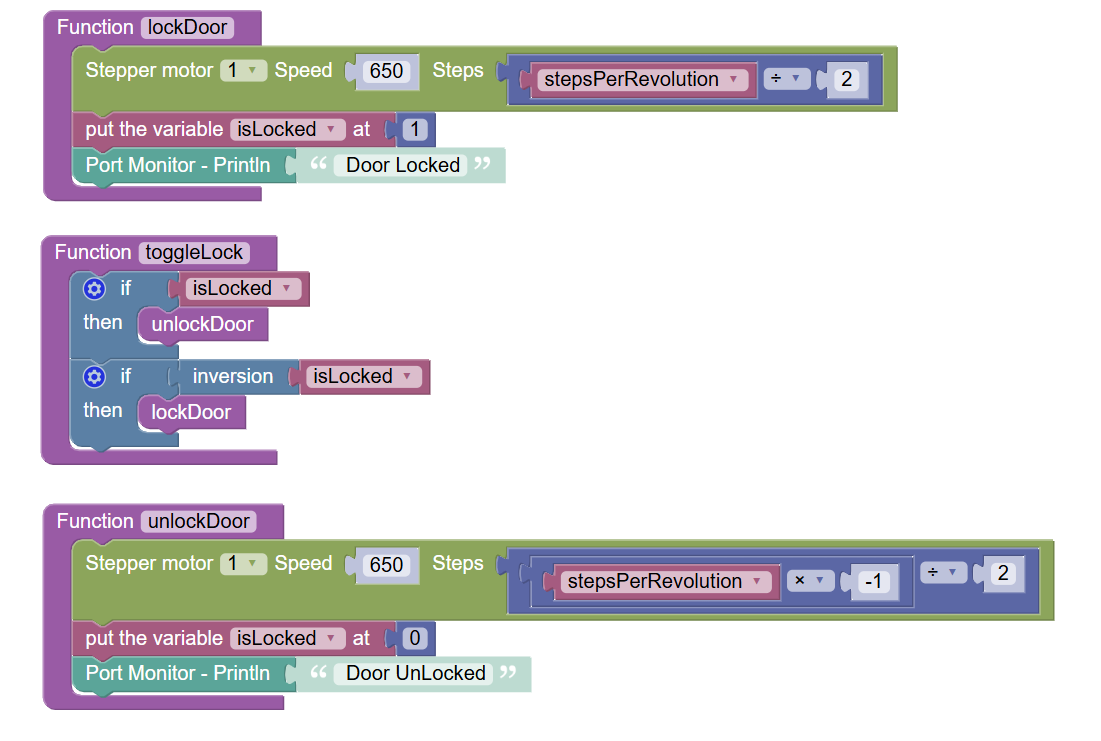 Function lockDoor
Stepper motor 1 Speed 650 Steps stepsPerRevolution ÷ 2
put the variable isLocked at 1
Port Monitor - Println “ Door Locked ”
Function toggleLock
if isLocked
then unlockDoor
if inversion isLocked
then lockDoor
Function unlockDoor
Stepper motor 1 Speed 650 Steps stepsPerRevolution × -1 ÷ 2
put the variable isLocked at 0
Port Monitor - Println “ Door UnLocked ”